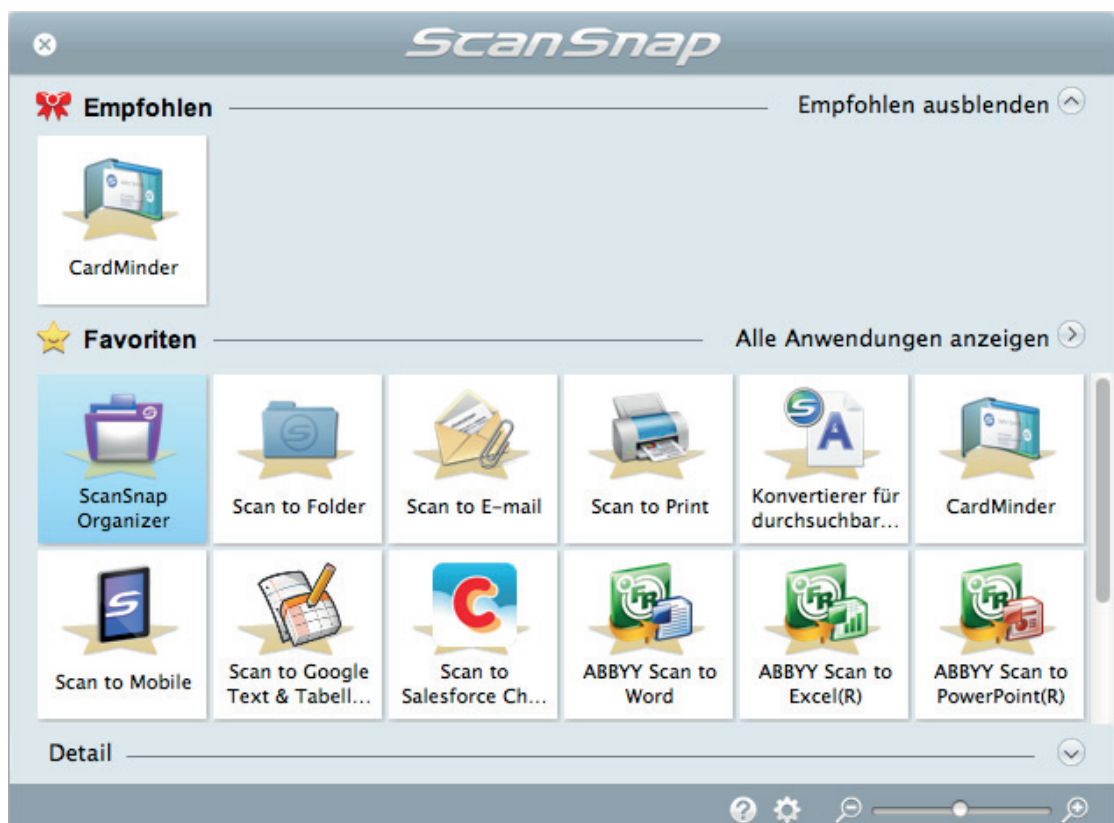 ScanSnap
Empfohlen
Empfohlen ausblenden
CardMinder
Favoriten
Alle Anwendungen anzeigen
ScanSnap
Organizer
Scan to Folder
Scan to E-mail
Scan to Print
Konvertierer für
durchsuchbar...
CardMinder
Scan to Mobile
Scan to Google
Text & Tabell...
Scan to
Salesforce Ch...
ABBYY Scan to
Word
ABBYY Scan to
Excel(R)
ABBYY Scan to
PowerPoint(R)
Detail